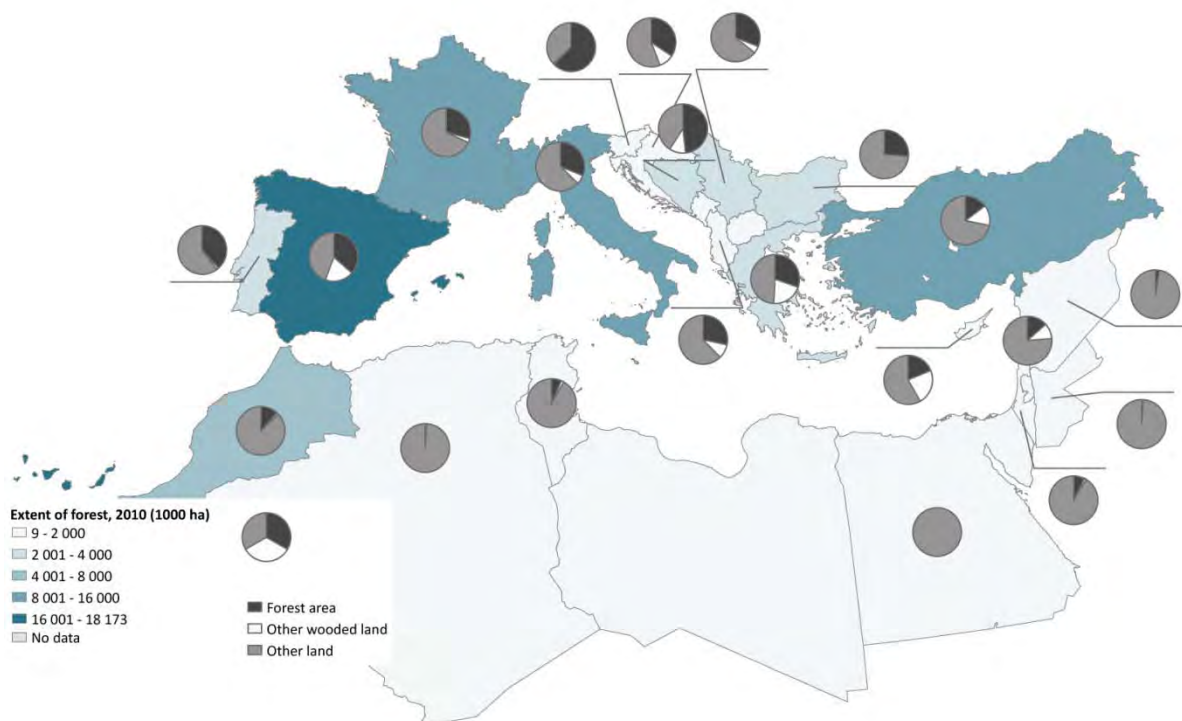 Extent of forest, 2010 (1000 ha)
9 - 2 000
2 001 - 4 000
4 001 - 8 000
8 001 - 16 000
16 001 - 18 173
No data
Forest area
Other wooded land
Other land